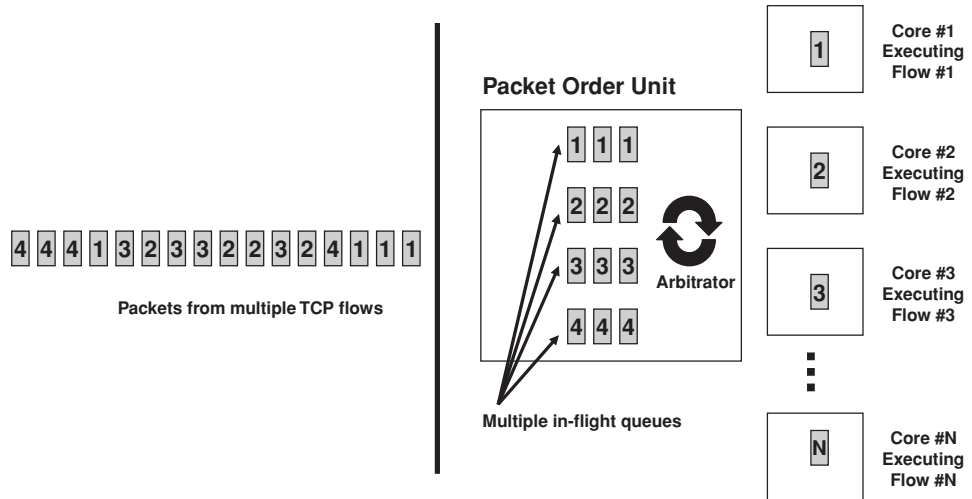 4 4 4 1 3 2 3 3 2 2 3 2 4 1 1 1
Packets from multiple TCP flows
Packet Order Unit
1 1 1
2 2 2
3 3 3
4 4 4
Arbitrator
Multiple in-flight queues
1
Core #1
Executing
Flow #1
2
Core #2
Executing
Flow #2
3
Core #3
Executing
Flow #3
N
Core #N
Executing
Flow #N